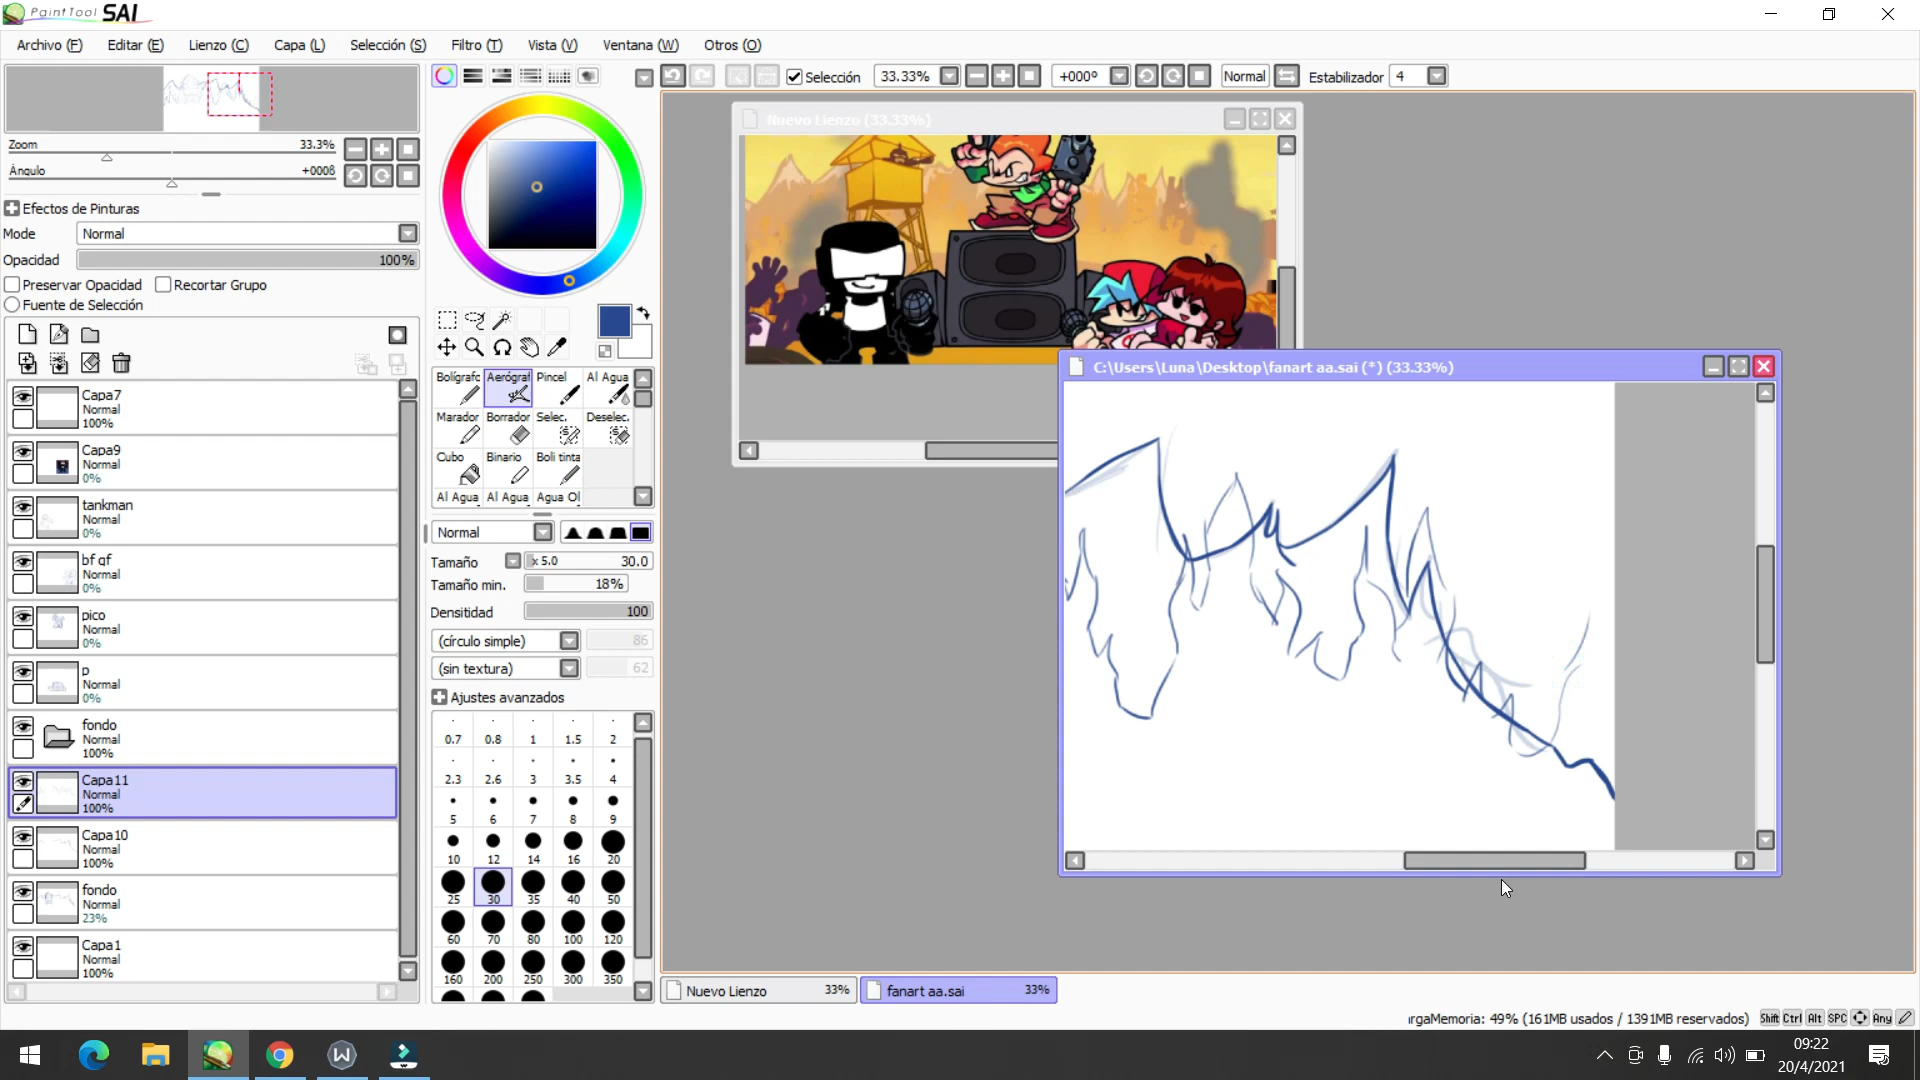 PaintTool SAI
Archivo (F) Editar (E) Lienzo (C) Capa (L) Selección (S) Filtro (T) Vista (V) Ventana (W) Otros (O)
Selección 33.33% +000º Normal Estabilizador 4
Zoom 33.3%
Ángulo +000º
Efectos de Pinturas
Mode Normal
Opacidad 100%
Preservar Opacidad Recortar Grupo
Fuente de Selección
Capa7
Normal
100%
Capa9
Normal
0%
tankman
Normal
0%
bf gf
Normal
0%
pico
Normal
0%
p
Normal
0%
fondo
Normal
100%
Capa11
Normal
100%
Capa10
Normal
100%
fondo
Normal
23%
Capa1
Normal
100%
Bolígrafo Aerógraf Pincel Al Agua
Marador Borrador Selec. Deselec.
Cubo Binario Boli tinta
Al Agua Al Agua Agua Ol
Normal
Tamaño x 5.0 30.0
Tamaño min. 18%
Densitidad 100
(círculo simple) 86
(sin textura) 62
Ajustes avanzados
0.7 0.8 1 1.5 2
2.3 2.6 3 3.5 4
5 6 7 8 9
10 12 14 16 20
25 30 35 40 50
60 70 80 100 120
160 200 250 300 350
Nuevo Lienzo (33.33%)
C:\Users\Luna\Desktop\fanart aa.sai (*) (33.33%)
Nuevo Lienzo 33% fanart aa.sai 33%
rgaMemoria: 49% (161MB usados / 1391MB reservados) Shift Ctrl Alt SPC Any
09:22
20/4/2021